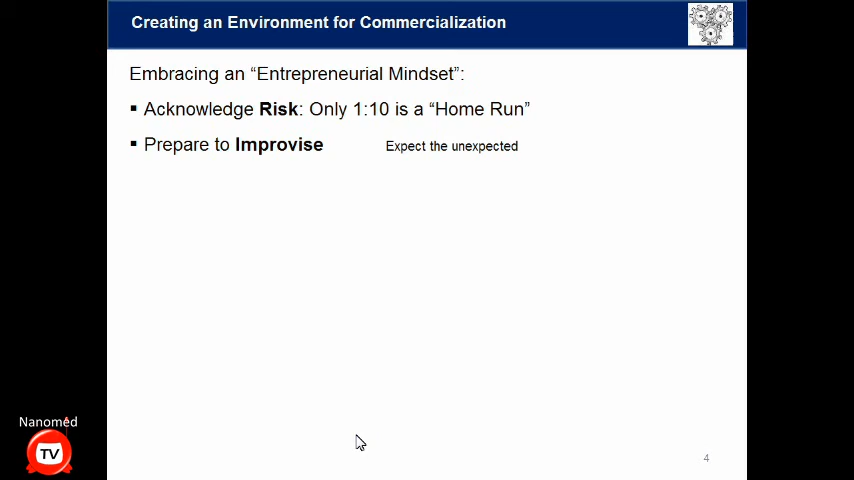 Creating an Environment for Commercialization
Embracing an “Entrepreneurial Mindset”:
▪ Acknowledge Risk: Only 1:10 is a “Home Run”
▪ Prepare to Improvise Expect the unexpected
Nanomed
TV
4